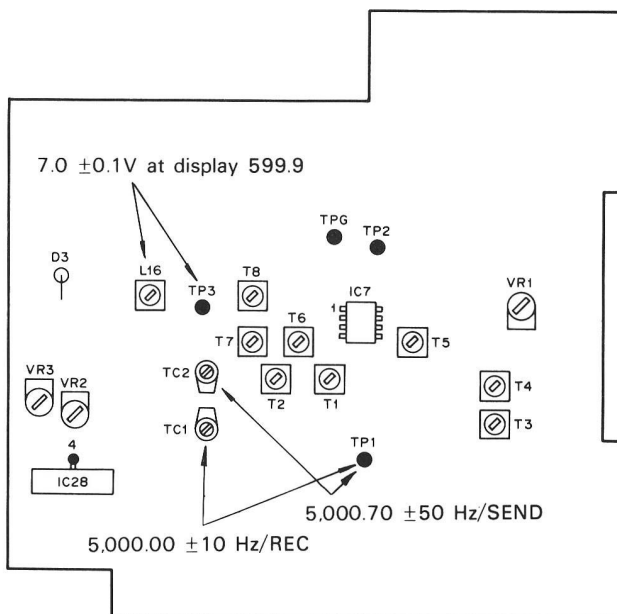 7.0 ±0.1V at display 599.9
TPG
TP2
D3
L16
TP3
T8
IC7
VR1
1
T6
T7
T5
VR3
VR2
TC2
T2
T1
T4
TC1
T3
4
TP1
IC28
5,000.70 ±50 Hz/SEND
5,000.00 ±10 Hz/REC